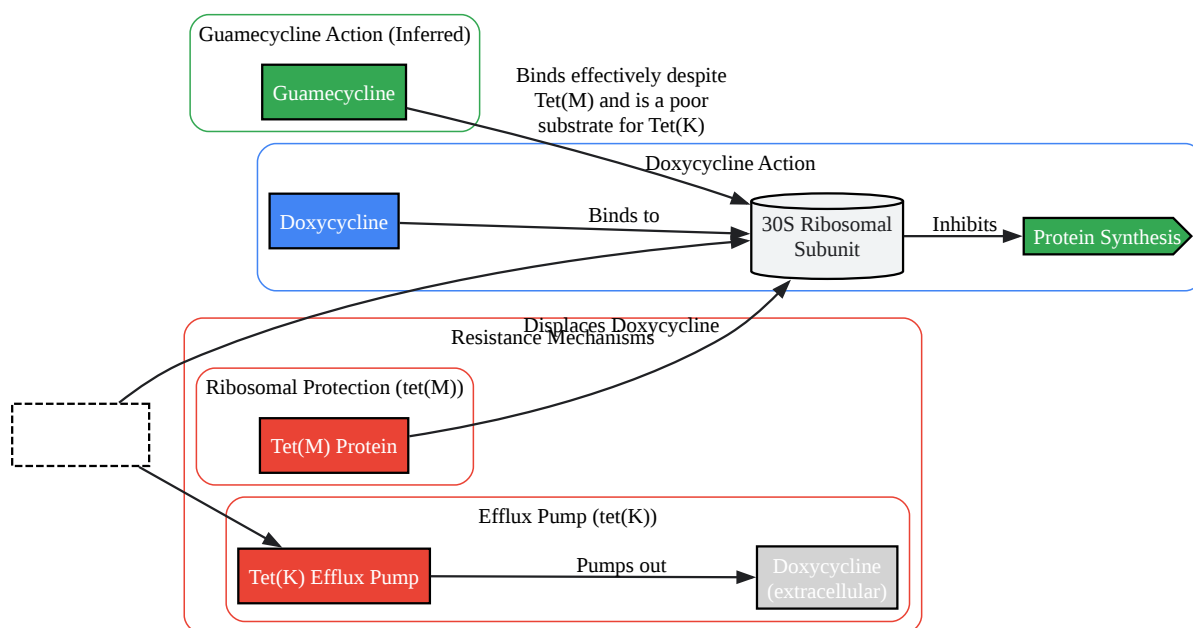 Guamecycline Action (Inferred)
Guamecycline
Binds effectively despite
Tet(M) and is a poor
substrate for Tet(K)
Doxycycline Action
Doxycycline
Binds to
30S Ribosomal
Subunit
Inhibits
Protein Synthesis
Displaces Doxycycline
Resistance Mechanisms
Ribosomal Protection (tet(M))
Tet(M) Protein
Efflux Pump (tet(K))
Tet(K) Efflux Pump
Pumps out
Doxycycline
(extracellular)